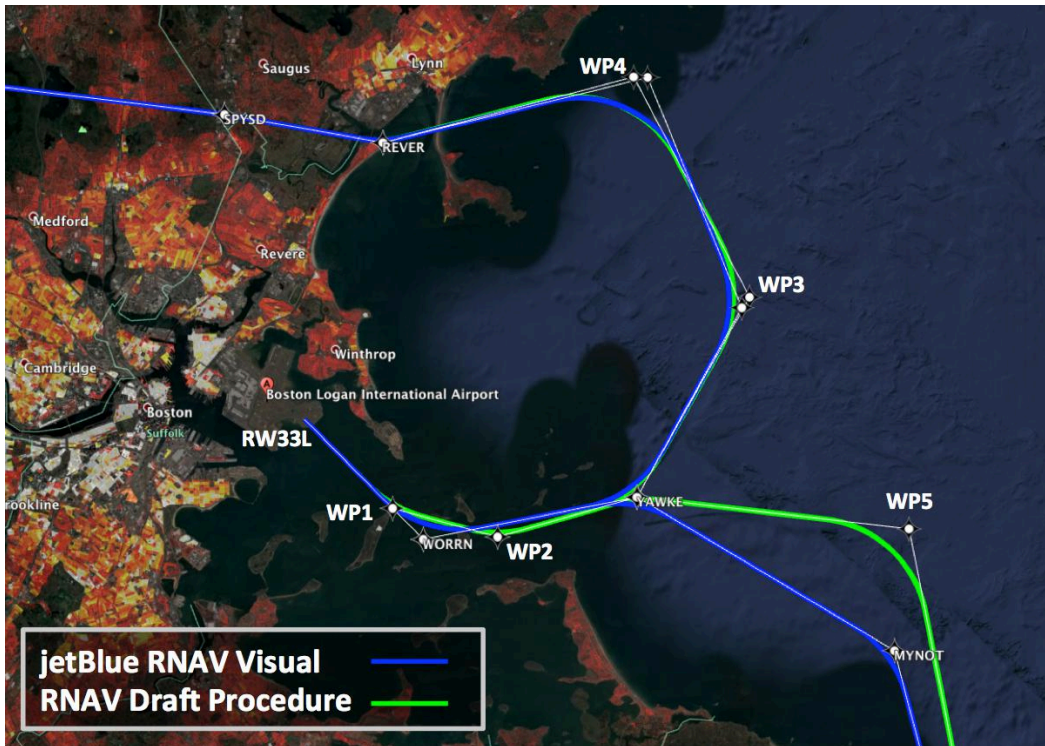 Saugus
Lynn
WP4
SPYSD
REVER
Medford
Revere
WP3
Winthrop
Cambridge
A
Boston Logan International Airport
Boston
Suffolk
RW33L
rookline
WP1
YAWKE
WP5
WORRN
WP2
MYNOT
jetBlue RNAV Visual
RNAV Draft Procedure